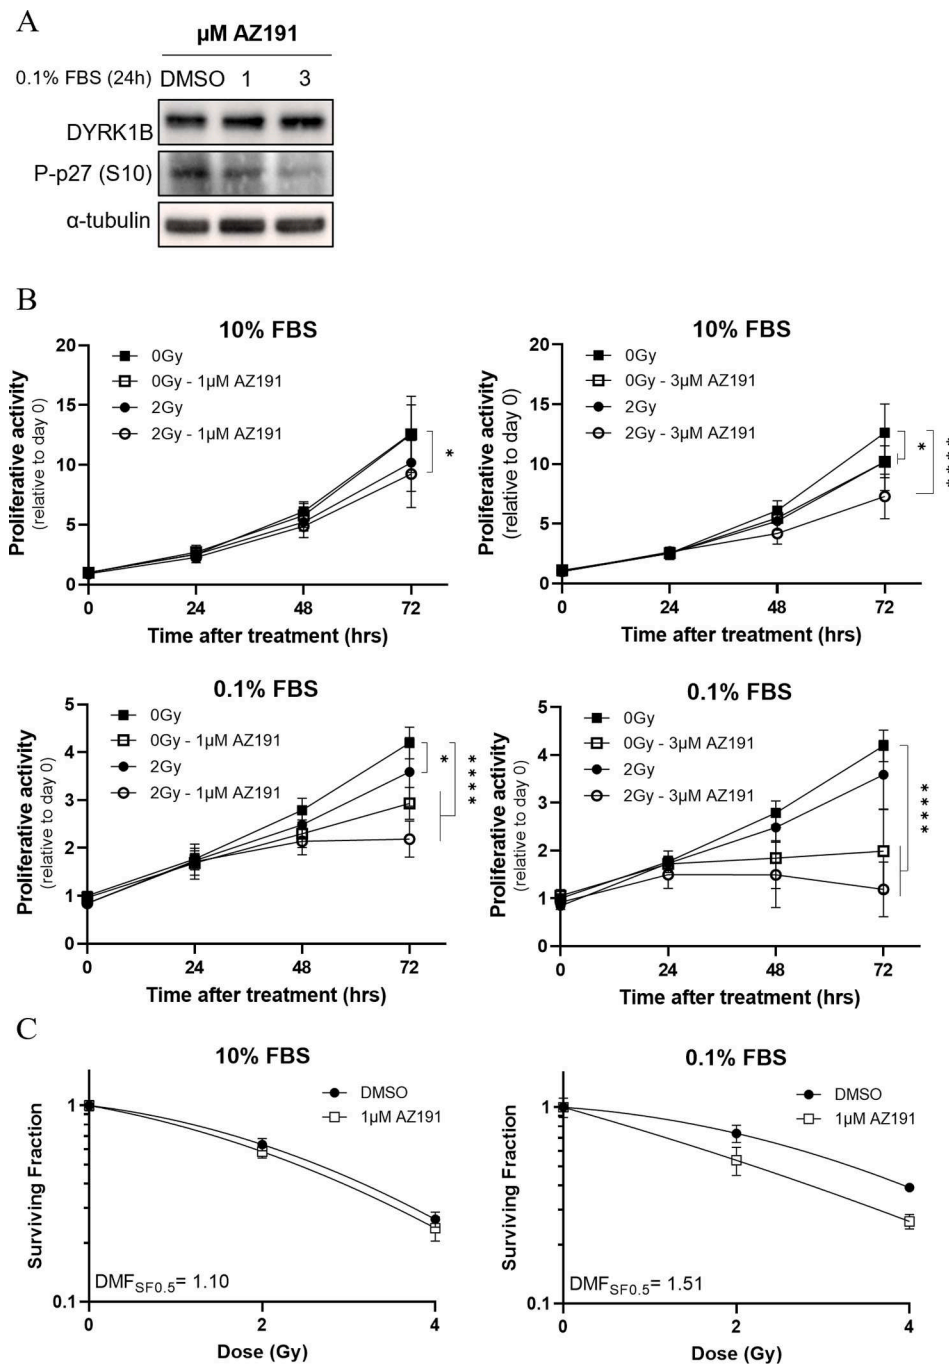 A
µM AZ191
0.1% FBS (24h) DMSO 1 3
DYRK1B
P-p27 (S10)
α-tubulin
B
10% FBS
Proliferative activity
(relative to day 0)
20
15
10
5
0
0Gy
0Gy - 1µM AZ191
2Gy
2Gy - 1µM AZ191
*
0 24 48 72
Time after treatment (hrs)
10% FBS
Proliferative activity
(relative to day 0)
20
15
10
5
0
0Gy
0Gy - 3µM AZ191
2Gy
2Gy - 3µM AZ191
*
****
0 24 48 72
Time after treatment (hrs)
0.1% FBS
Proliferative activity
(relative to day 0)
5
4
3
2
1
0
0Gy
0Gy - 1µM AZ191
2Gy
2Gy - 1µM AZ191
*
****
0 24 48 72
Time after treatment (hrs)
0.1% FBS
Proliferative activity
(relative to day 0)
5
4
3
2
1
0
0Gy
0Gy - 3µM AZ191
2Gy
2Gy - 3µM AZ191
****
0 24 48 72
Time after treatment (hrs)
C
10% FBS
Surviving Fraction
1
0.1
DMSO
1µM AZ191
DMFSF0.5= 1.10
0 2 4
Dose (Gy)
0.1% FBS
Surviving Fraction
1
0.1
DMSO
1µM AZ191
DMFSF0.5= 1.51
0 2 4
Dose (Gy)